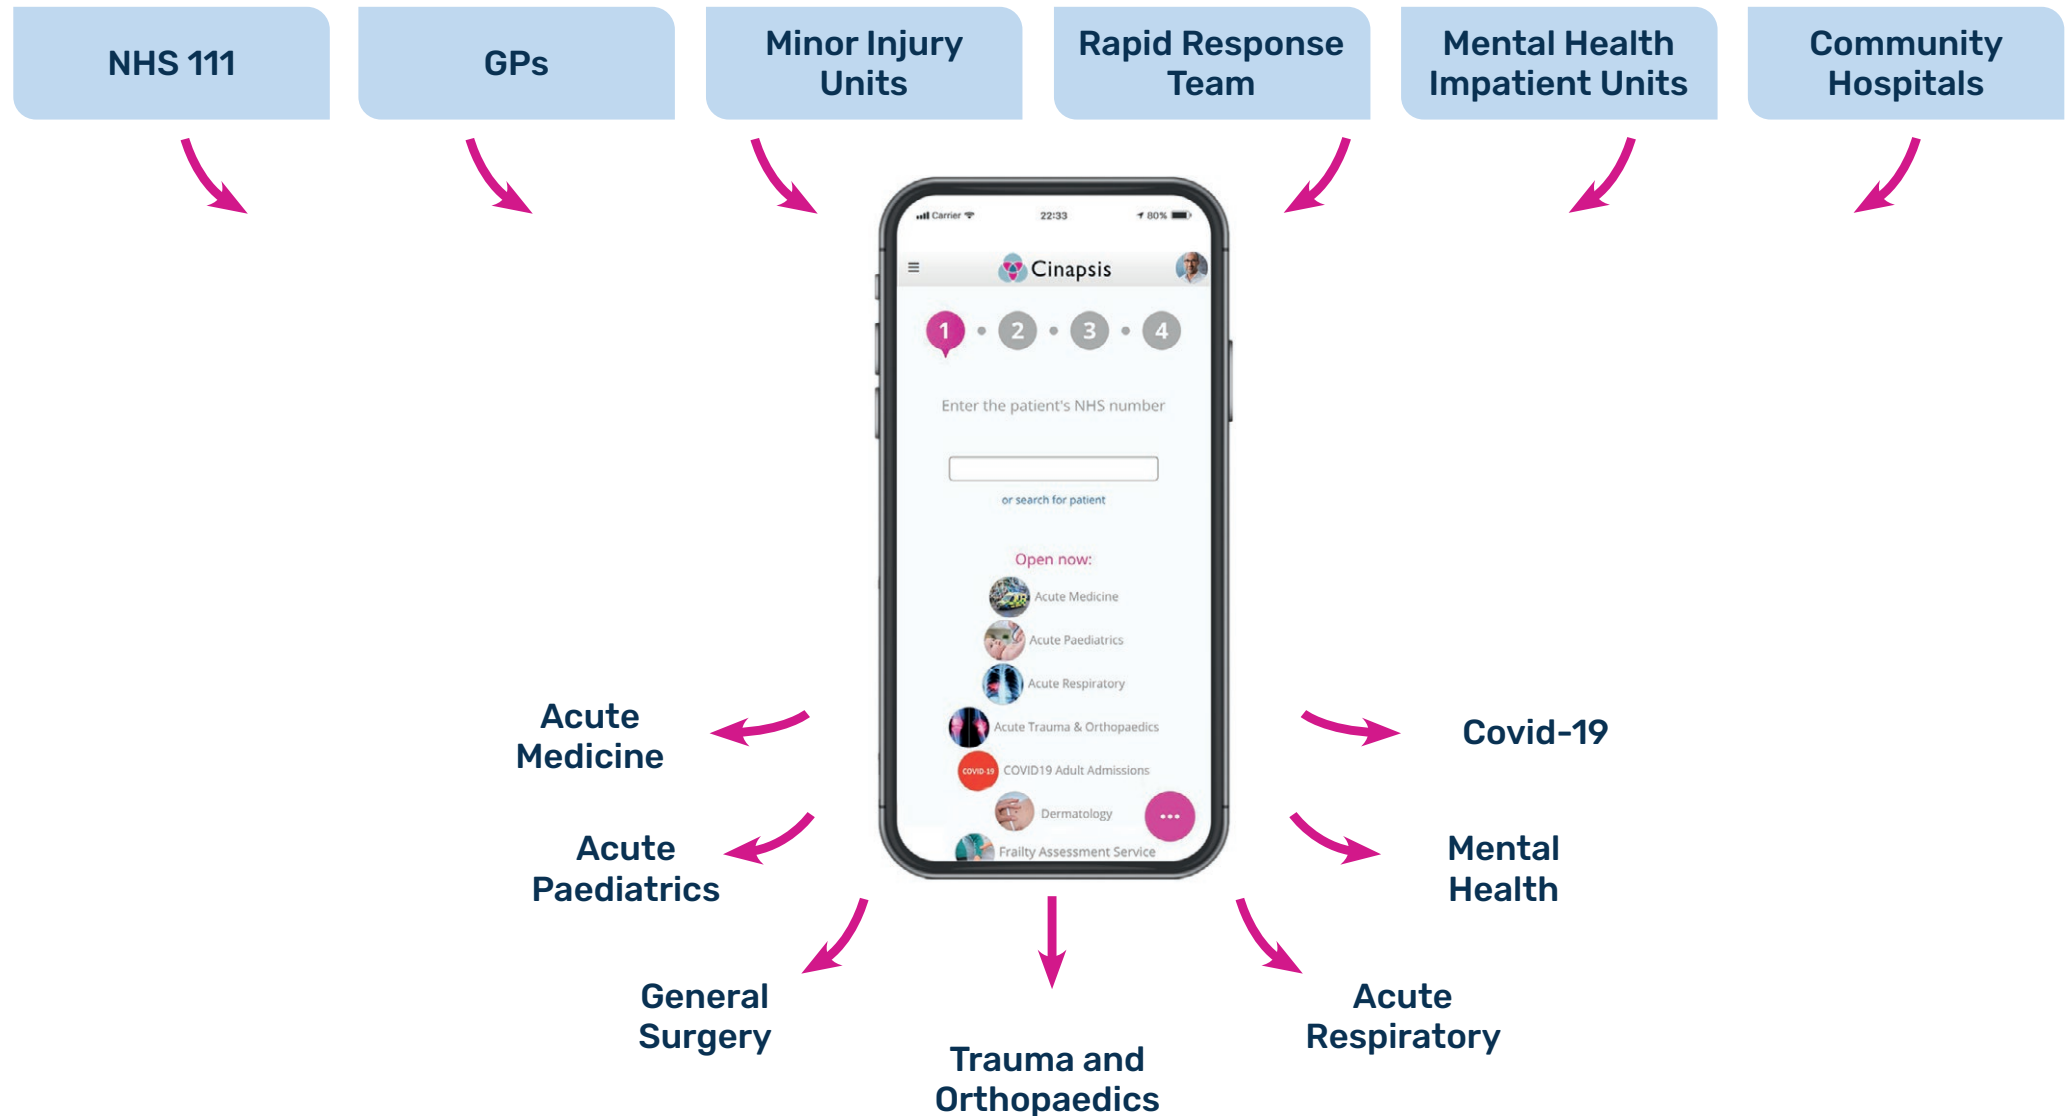 NHS 111
GPs
Minor Injury
Units
Rapid Response
Team
Mental Health
Impatient Units
Community
Hospitals
Carrier
22:33
80%
Cinapsis
1
2
3
4
Enter the patient's NHS number
or search for patient
Open now:
Acute Medicine
Acute Paediatrics
Acute Respiratory
Acute Trauma & Orthopaedics
COVID-19
COVID19 Adult Admissions
Dermatology
Frailty Assessment Service
Acute
Medicine
Acute
Paediatrics
General
Surgery
Trauma and
Orthopaedics
Acute
Respiratory
Mental
Health
Covid-19